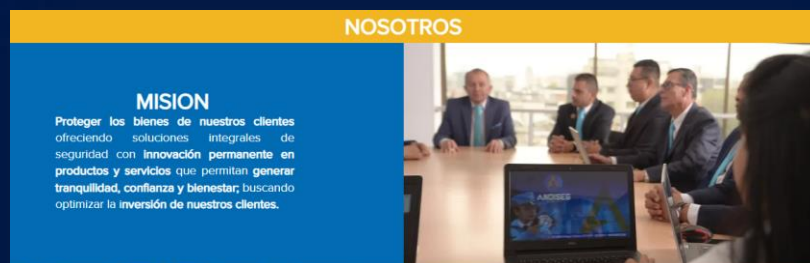 NOSOTROS
MISION
Proteger los bienes de nuestros clientes
ofreciendo soluciones integrales de
seguridad con innovación permanente en
productos y servicios que permitan generar
tranquilidad, confianza y bienestar; buscando
optimizar la inversión de nuestros clientes.
ANDISEG